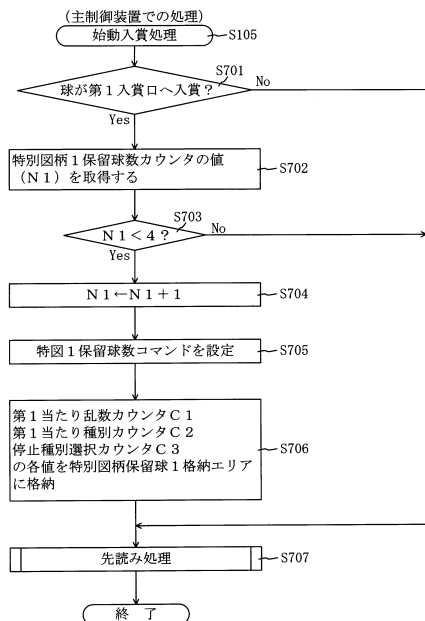 (主制御装置での処理)
始動入賞処理
S105
S701
球が第1入賞口へ入賞？
No
Yes
特別図柄1保留球数カウンタの値
(N1)を取得する
S702
S703
N1<4？
No
Yes
N1←N1+1
S704
特図1保留球数コマンドを設定
S705
第1当たり乱数カウンタC1
第1当たり種別カウンタC2
停止種別選択カウンタC3
の各値を特別図柄保留球1格納エリア
に格納
S706
先読み処理
S707
終 了